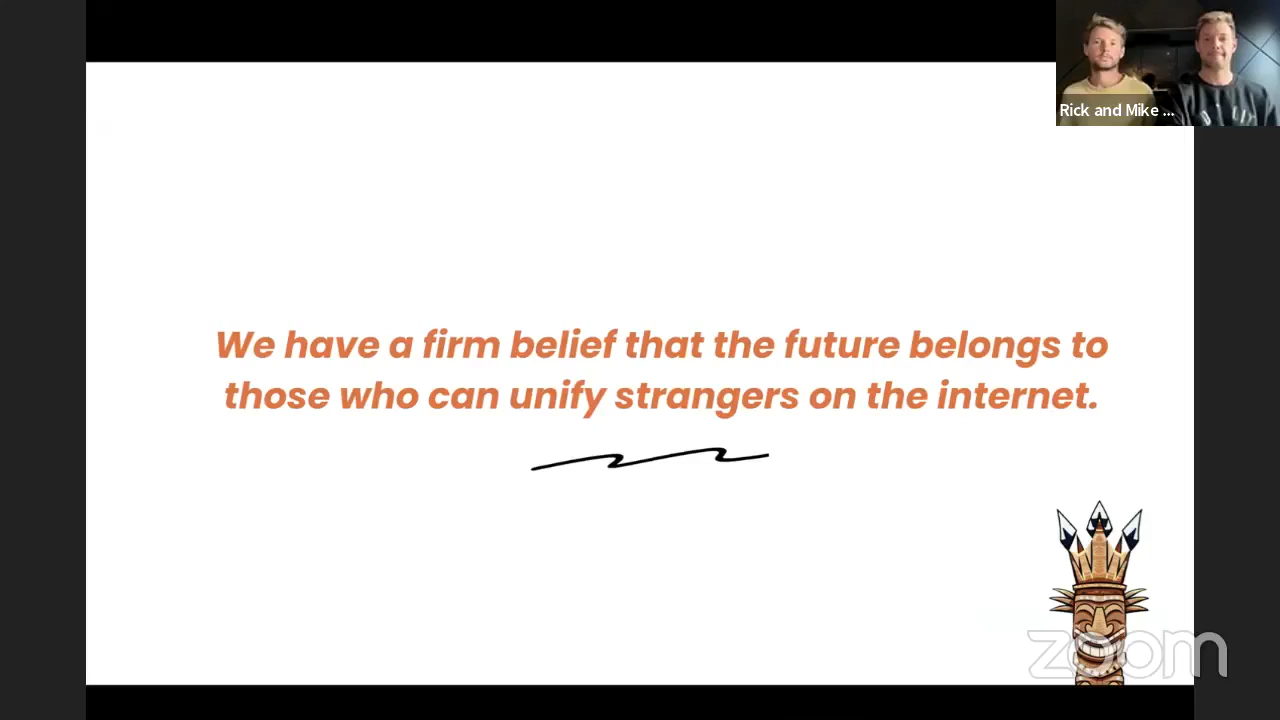 Rick and Mike ...
We have a firm belief that the future belongs to
those who can unify strangers on the internet.
zoom